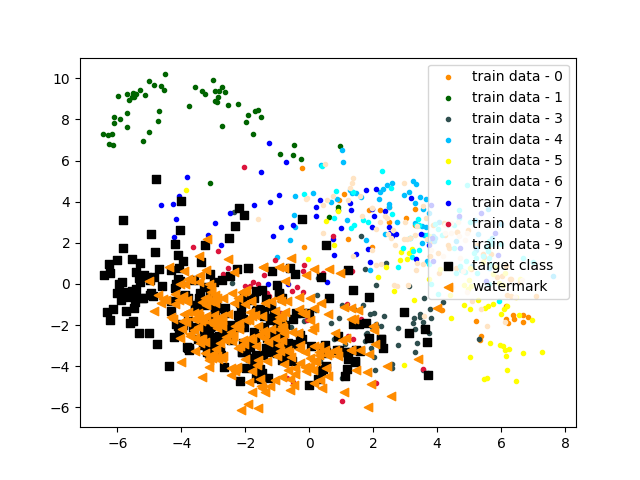 10
8
6
4
2
0
−2
−4
−6
−6
−4
−2
0
2
4
6
8
train data - 0
train data - 1
train data - 3
train data - 4
train data - 5
train data - 6
train data - 7
train data - 8
train data - 9
target class
watermark